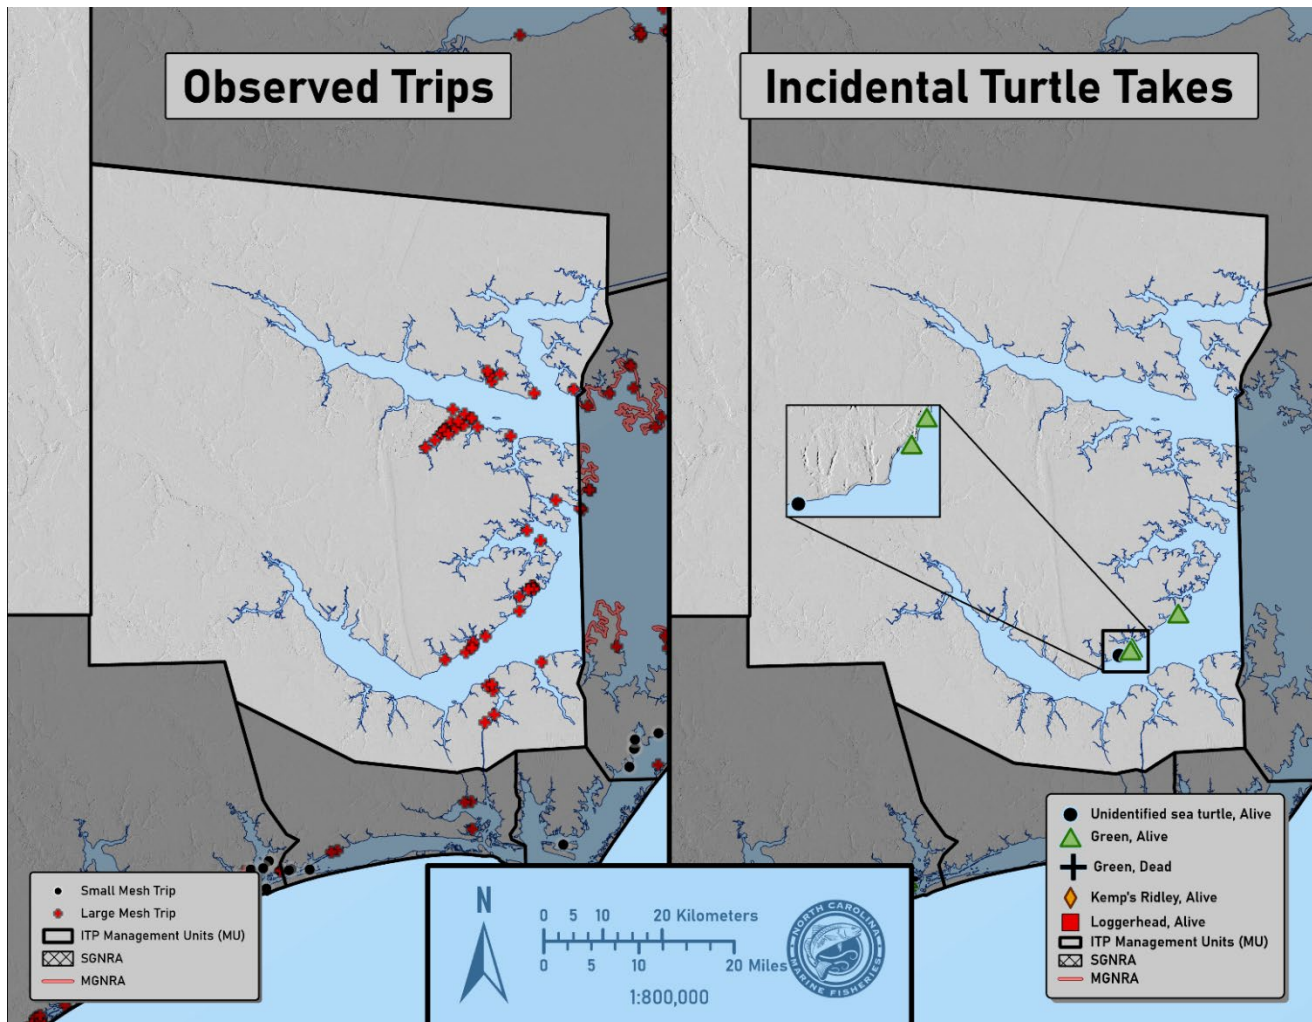 Observed Trips
Incidental Turtle Takes
Small Mesh Trip
Large Mesh Trip
ITP Management Units (MU)
SGNRA
MGNRA
N
0 5 10 20 Kilometers
0 5 10 20 Miles
1:800,000
NORTH CAROLINA
MARINE FISHERIES
Unidentified sea turtle, Alive
Green, Alive
Green, Dead
Kemp's Ridley, Alive
Loggerhead, Alive
ITP Management Units (MU)
SGNRA
MGNRA